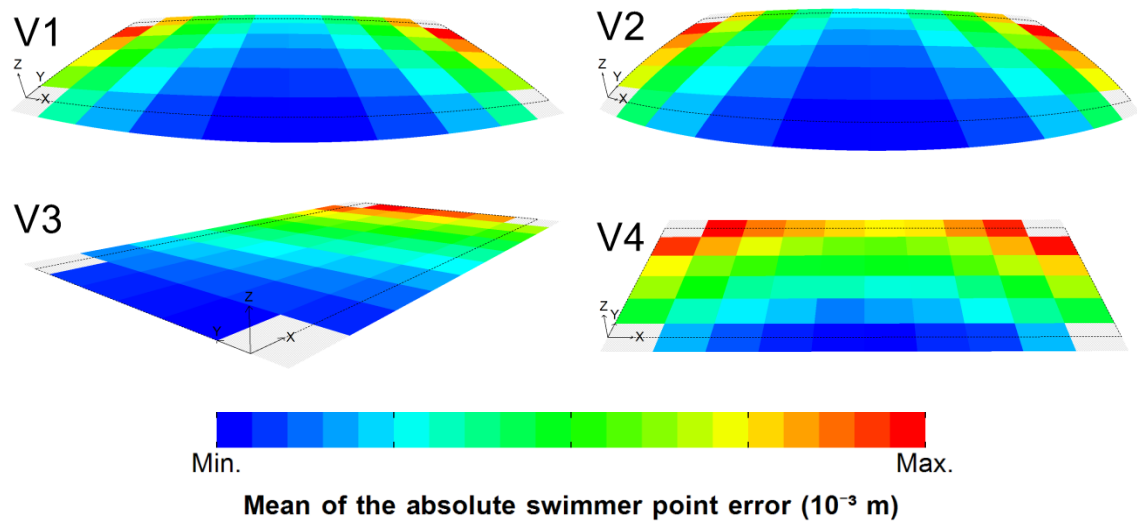 V1
Z
Y
X
V2
Z
Y
X
V3
Z
Y
X
V4
Z
Y
X
Min.
Max.
Mean of the absolute swimmer point error (10⁻³ m)